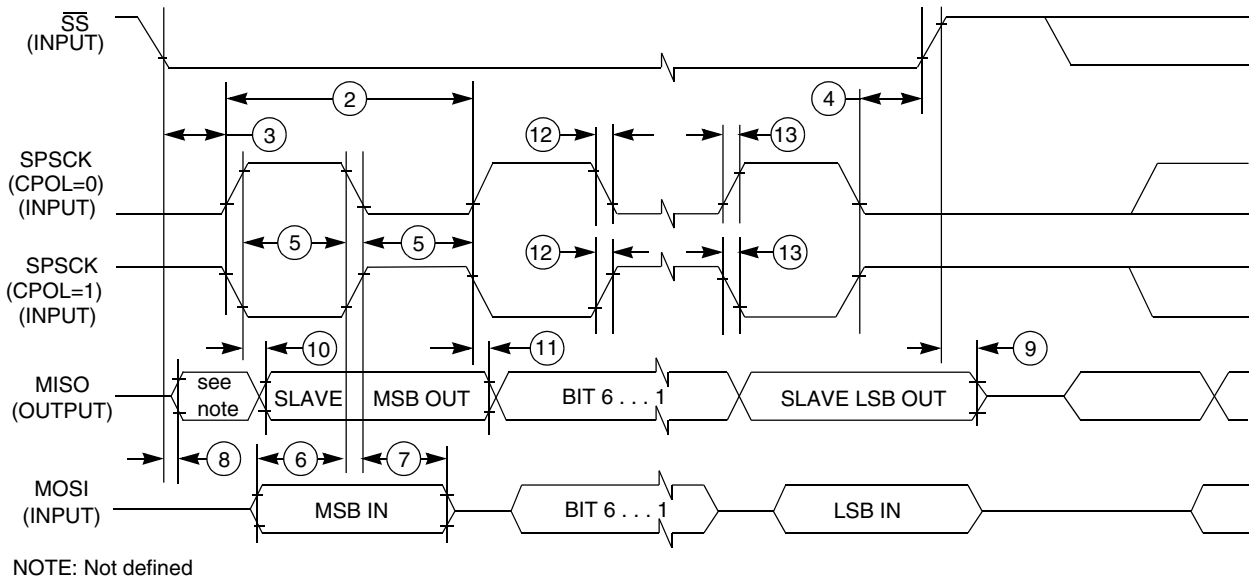 SS
(INPUT)
2
4
3
12
13
SPSCK
(CPOL=0)
(INPUT)
5
5
SPSCK
(CPOL=1)
(INPUT)
12
13
10
11
9
MISO
(OUTPUT)
see
note
SLAVE
MSB OUT
BIT 6 . . . 1
SLAVE LSB OUT
8
6
7
MOSI
(INPUT)
MSB IN
BIT 6 . . . 1
LSB IN
NOTE: Not defined